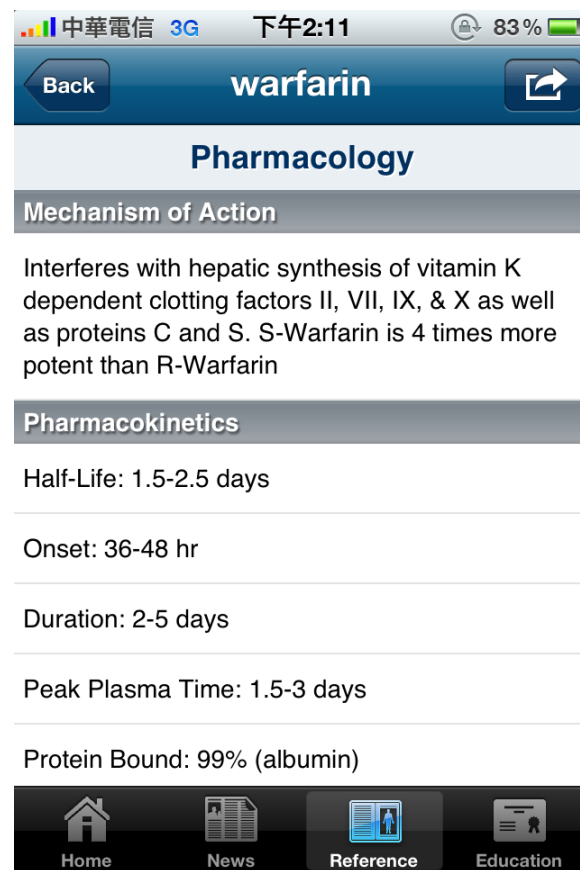 中華電信 3G 下午2:11 83%
Back warfarin
Pharmacology
Mechanism of Action
Interferes with hepatic synthesis of vitamin K
dependent clotting factors II, VII, IX, & X as well
as proteins C and S. S-Warfarin is 4 times more
potent than R-Warfarin
Pharmacokinetics
Half-Life: 1.5-2.5 days
Onset: 36-48 hr
Duration: 2-5 days
Peak Plasma Time: 1.5-3 days
Protein Bound: 99% (albumin)
Home News Reference Education